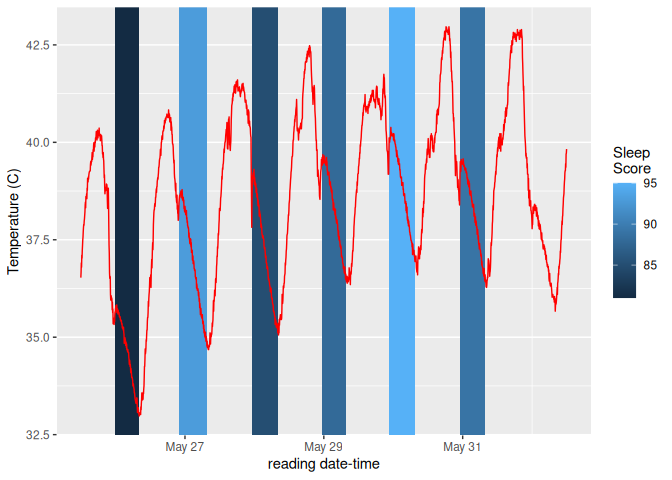 42.5
40.0
37.5
35.0
32.5
Temperature (C)
May 27
May 29
May 31
reading date-time
Sleep
Score
95
90
85